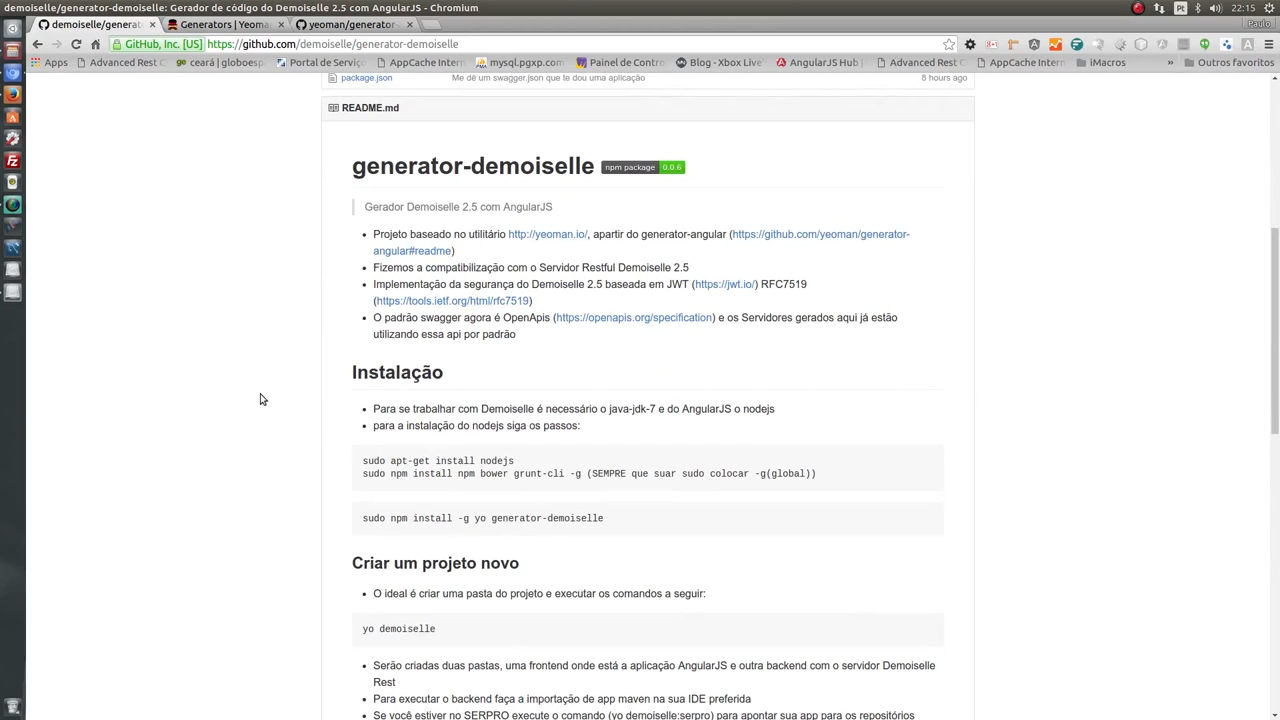 demoiselle/generator-demoiselle: Gerador de código do Demoiselle 2.5 com AngularJS - Chromium
Pt
22:15
demoiselle/generat
Generators | Yeoma
yeoman/generator-
Paulo
GitHub, Inc. [US]
https://github.com/demoiselle/generator-demoiselle
Apps
Advanced Rest C
ceará | globoesp
Portal de Serviço
AppCache Intern
mysql.pgxp.com
Painel de Contro
Blog - Xbox Live'
AngularJS Hub |
Advanced Rest C
AppCache Intern
iMacros
»
Outros favoritos
package.json
Me dê um swagger.json que te dou uma aplicação
8 hours ago
README.md
generator-demoiselle
npm package 0.0.6
Gerador Demoiselle 2.5 com AngularJS
• Projeto baseado no utilitário http://yeoman.io/, apartir do generator-angular (https://github.com/yeoman/generator-
angular#readme)
• Fizemos a compatibilização com o Servidor Restful Demoiselle 2.5
• Implementação da segurança do Demoiselle 2.5 baseada em JWT (https://jwt.io/) RFC7519
(https://tools.ietf.org/html/rfc7519)
• O padrão swagger agora é OpenApis (https://openapis.org/specification) e os Servidores gerados aqui já estão
utilizando essa api por padrão
Instalação
• Para se trabalhar com Demoiselle é necessário o java-jdk-7 e do AngularJS o nodejs
• para a instalação do nodejs siga os passos:
sudo apt-get install nodejs
sudo npm install npm bower grunt-cli -g (SEMPRE que suar sudo colocar -g(global))
sudo npm install -g yo generator-demoiselle
Criar um projeto novo
• O ideal é criar uma pasta do projeto e executar os comandos a seguir:
yo demoiselle
• Serão criadas duas pastas, uma frontend onde está a aplicação AngularJS e outra backend com o servidor Demoiselle
Rest
• Para executar o backend faça a importação de app maven na sua IDE preferida
• Se você estiver no SERPRO execute o comando (yo demoiselle:serpro) para apontar sua app para os repositórios